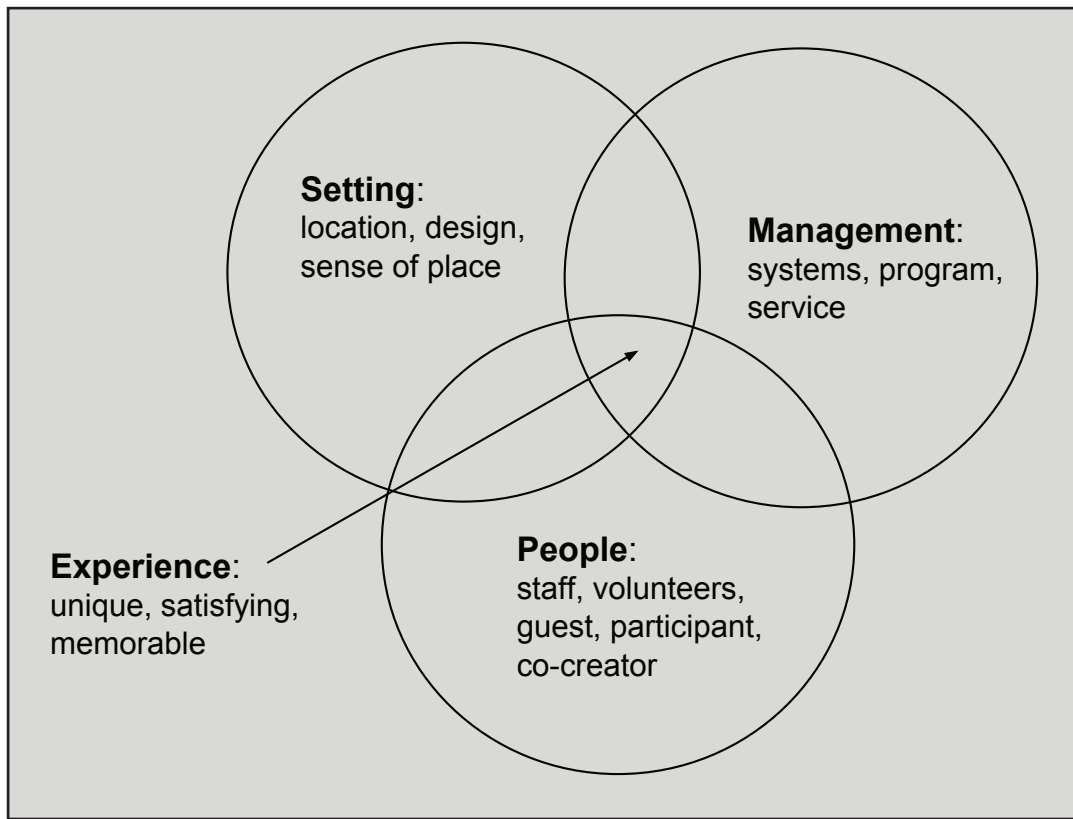 Setting:
location, design,
sense of place
Management:
systems, program,
service
Experience:
unique, satisfying,
memorable
People:
staff, volunteers,
guest, participant,
co-creator